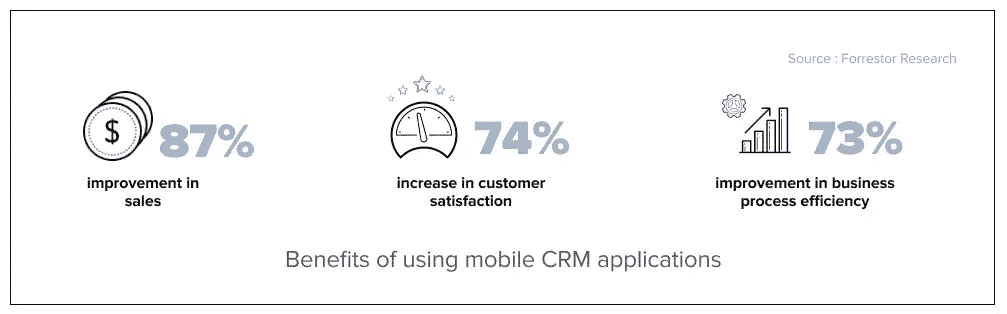 Source : Forrestor Research
$
87%
improvement in
sales
74%
increase in customer
satisfaction
73%
improvement in business
process efficiency
Benefits of using mobile CRM applications